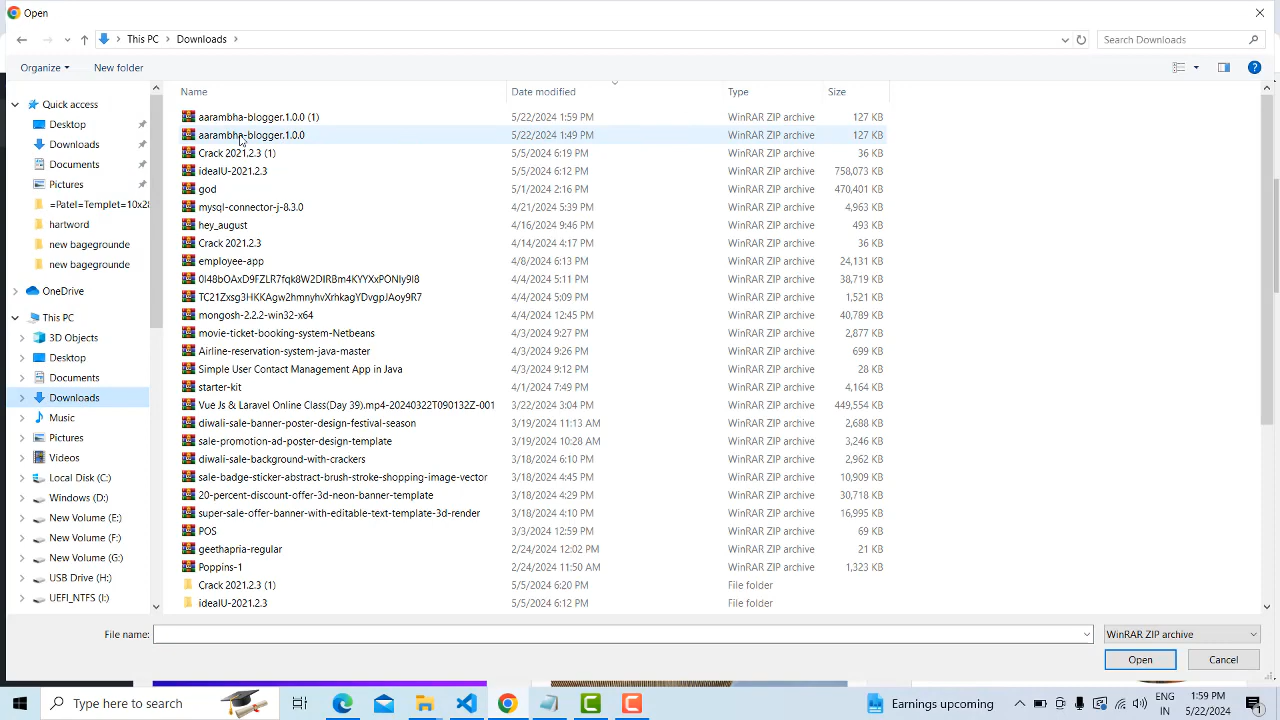 Open
This PC > Downloads >
Search Downloads
Organize
New folder
Name Date modified Type Size
Quick access
Desktop
Downloads
Documents
Pictures
=Patel=Templet=10x28
hartword
new bagegrounde
new bagegrounde
OneDrive
This PC
3D Objects
Desktop
Documents
Downloads
Music
Pictures
Videos
Local Disk (C:)
Windows (D:)
New Volume (E:)
New Volume (F:)
New Volume (G:)
USB Drive (H:)
UEFI_NTFS (I:)
aarambha-blogger.1.0.0 (1) 5/22/2024 1:59 PM WinRAR ZIP archive 127 KB
aarambha-blogger.1.0.0 5/22/2024 1:49 PM WinRAR ZIP archive 127 KB
Crack 2021.2.3 (1) 5/5/2024 6:19 PM WinRAR ZIP archive 36 KB
idealU-2021.2.3 5/5/2024 6:12 PM WinRAR ZIP archive 758,073 KB
god 5/1/2024 2:16 PM WinRAR ZIP archive 470,401 KB
mysql-connector-j-8.3.0 4/21/2024 5:39 PM WinRAR ZIP archive 4,963 KB
hey_august 4/16/2024 9:46 PM WinRAR ZIP archive 493 KB
Crack 2021.2.3 4/14/2024 4:17 PM WinRAR ZIP archive 36 KB
employee-app 4/8/2024 6:13 PM WinRAR ZIP archive 24,131 KB
0l48bOAxD9FZLR7fqk8W2DIRBm4KYYXxPONly9l8 4/4/2024 5:11 PM WinRAR ZIP archive 38,719 KB
TC21Zxsg3HKKAgw2hmnyhvXrhkagVDvgpJAoy9R7 4/4/2024 5:09 PM WinRAR ZIP archive 1,521 KB
mongosh-2.2.2-win32-x64 4/4/2024 12:45 PM WinRAR ZIP archive 40,789 KB
movie-ticket-booking-system-Netbeans 4/3/2024 9:27 PM WinRAR ZIP archive 2,877 KB
Airline-reservation-system-java-master 4/3/2024 9:26 PM WinRAR ZIP archive 699 KB
Simple User Contact Management App in Java 4/3/2024 9:12 PM WinRAR ZIP archive 28 KB
starter-kit 4/1/2024 7:49 PM WinRAR ZIP archive 4,164 KB
Vue Js & Laravel Online Class(Day 39).mp4-20240322T090132Z-001 3/22/2024 3:04 PM WinRAR ZIP archive 449,554 KB
diwali-sale-banner-poster-design-festival-season 3/19/2024 11:13 AM WinRAR ZIP archive 2,688 KB
sale-promotion-ad-poster-design-template 3/19/2024 10:28 AM WinRAR ZIP archive 3,246 KB
diwali-sale-background-with-crackers 3/18/2024 6:10 PM WinRAR ZIP archive 2,962 KB
sale-badge-sticker-abstract-brush-stroke-shopping-image-vector 3/18/2024 4:45 PM WinRAR ZIP archive 10,909 KB
20-percent-discount-offer-3d-neon-banner-template 3/18/2024 4:29 PM WinRAR ZIP archive 30,718 KB
super-sale-offer-banner-with-editable-text-template-3d-render 3/18/2024 4:10 PM WinRAR ZIP archive 16,995 KB
POS 3/3/2024 12:59 PM WinRAR ZIP archive 69 KB
geethapria-regular 2/24/2024 12:02 PM WinRAR ZIP archive 21 KB
Poppins-1 2/24/2024 11:50 AM WinRAR ZIP archive 1,323 KB
Crack 2021.2.3 (1) 5/5/2024 6:20 PM File folder
idealU-2021.2.3 5/5/2024 6:12 PM File folder
File name:
WinRAR ZIP archive
Open
Cancel
Type here to search
Earnings upcoming
ENG
IN
1:59 PM
5/22/2024
1